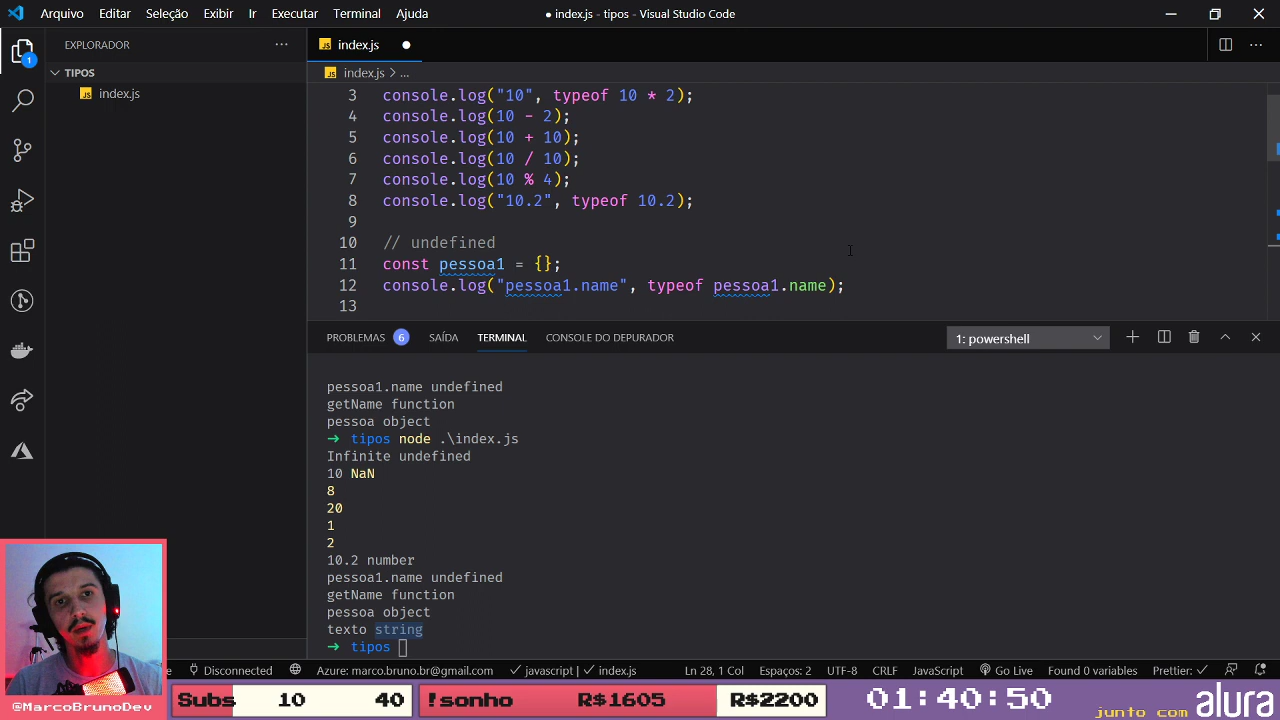 Arquivo Editar Seleção Exibir Ir Executar Terminal Ajuda
● index.js - tipos - Visual Studio Code
EXPLORADOR
TIPOS
JS index.js
1
JS index.js ●
JS index.js > ...
3 console.log("10", typeof 10 * 2);
4 console.log(10 - 2);
5 console.log(10 + 10);
6 console.log(10 / 10);
7 console.log(10 % 4);
8 console.log("10.2", typeof 10.2);
9
10 // undefined
11 const pessoa1 = {};
12 console.log("pessoa1.name", typeof pessoa1.name);
13
PROBLEMAS 6 SAÍDA TERMINAL CONSOLE DO DEPURADOR
1: powershell
pessoa1.name undefined
getName function
pessoa object
→ tipos node .\index.js
Infinite undefined
10 NaN
8
20
1
2
10.2 number
pessoa1.name undefined
getName function
pessoa object
texto string
→ tipos
Disconnected Azure: marco.bruno.br@gmail.com ✓ javascript | ✓ index.js Ln 28, 1 Col Espaços: 2 UTF-8 CRLF JavaScript Go Live Found 0 variables Prettier: ✓
@MarcoBrunoDev
Subs 10 40 !sonho R$1605 R$2200 01:40:50 junto com alura